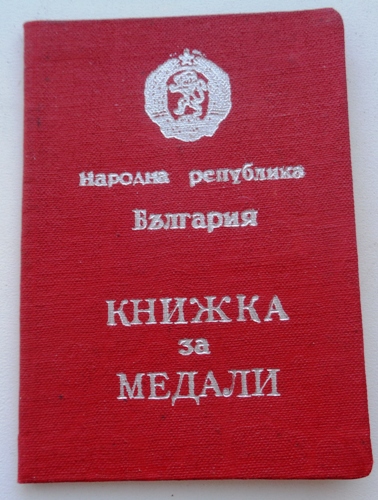 Народна република
България
КНИЖКА
за
МЕДАЛИ